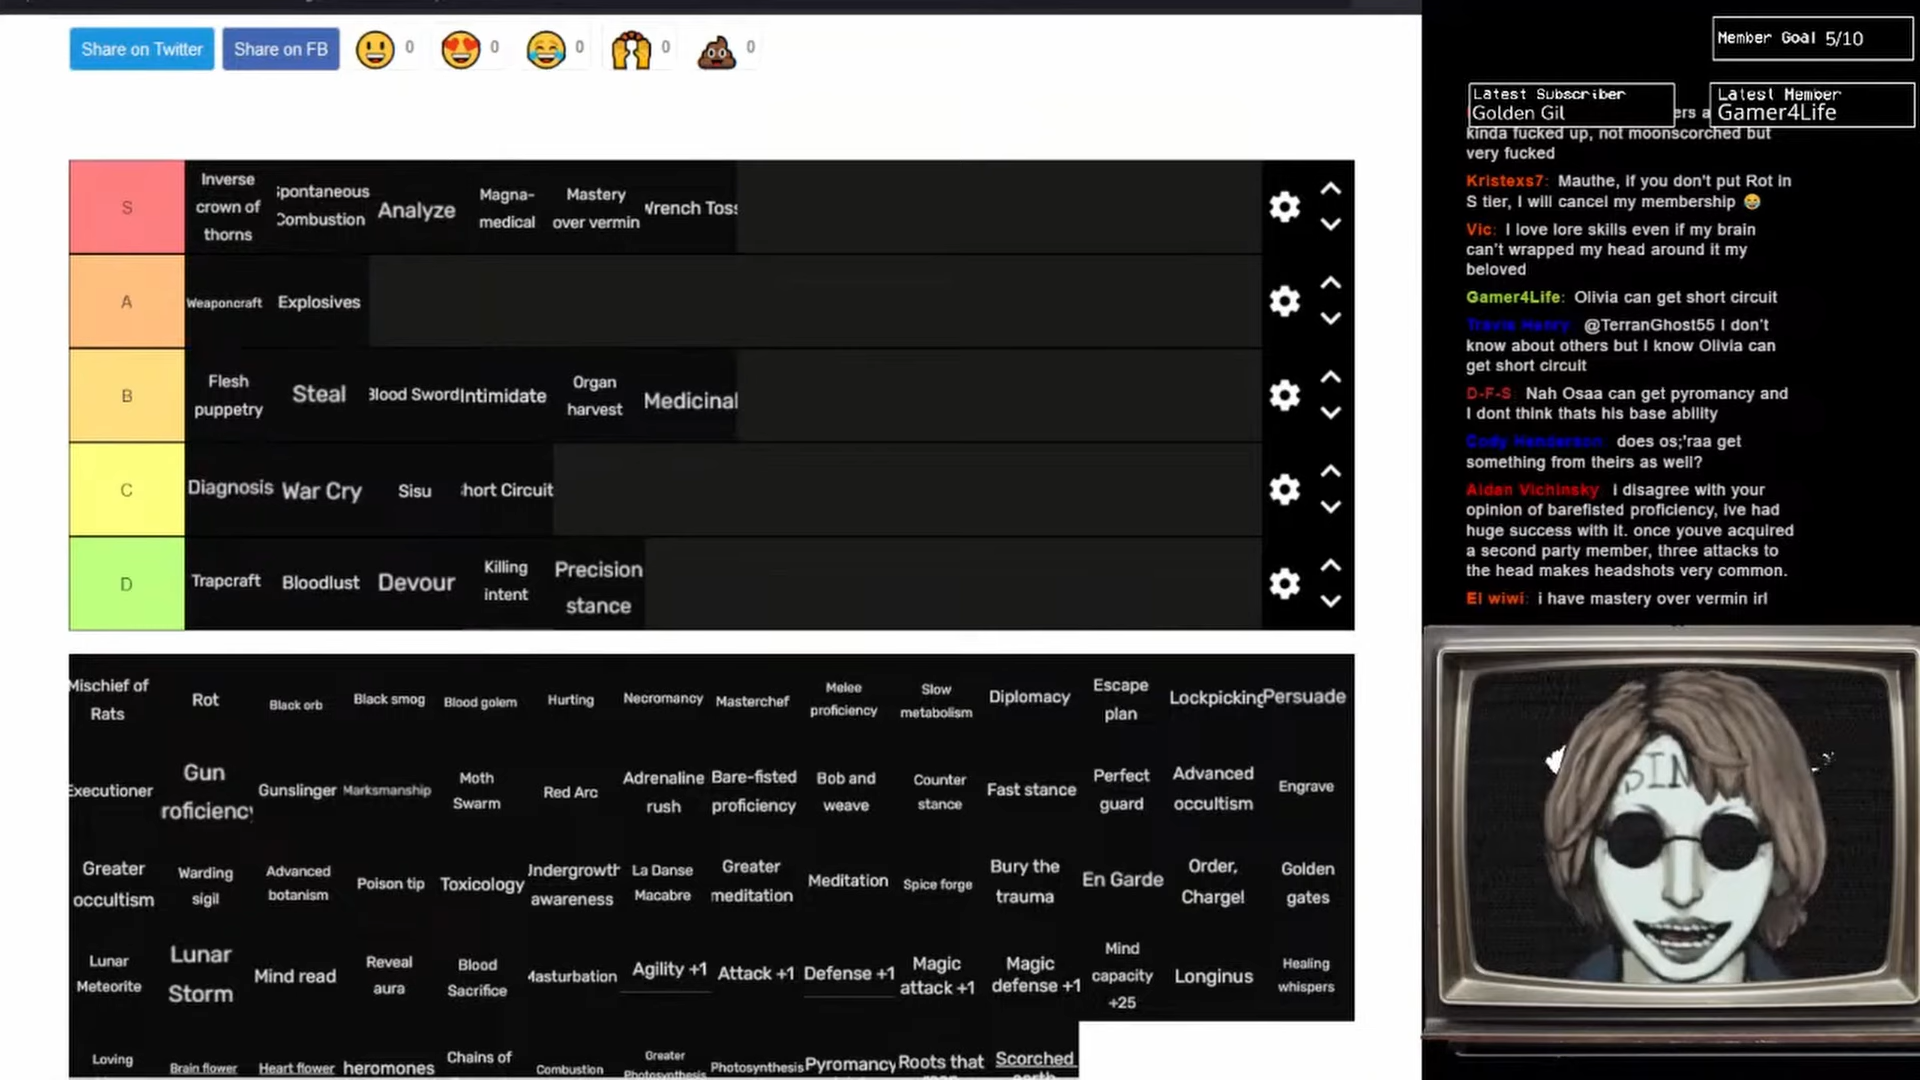 Share on Twitter
Share on FB
0
0
0
0
0
Member Goal 5/10
Latest Subscriber
Golden Gil
Latest Member
Gamer4Life
S
Inverse
crown of
thorns
pontaneous
Combustion
Analyze
Magna-
medical
Mastery
over vermin
Wrench Toss
A
Weaponcraft
Explosives
B
Flesh
puppetry
Steal
Blood Sword
Intimidate
Organ
harvest
Medicinal
C
Diagnosis
War Cry
Sisu
hort Circuit
D
Trapcraft
Bloodlust
Devour
Killing
intent
Precision
stance
Mischief of
Rats
Rot
Black orb
Black smog
Blood golem
Hurting
Necromancy
Masterchef
Melee
proficiency
Slow
metabolism
Diplomacy
Escape
plan
Lockpicking
Persuade
Executioner
Gun
roficiency
Gunslinger
Marksmanship
Moth
Swarm
Red Arc
Adrenaline
rush
Bare-fisted
proficiency
Bob and
weave
Counter
stance
Fast stance
Perfect
guard
Advanced
occultism
Engrave
Greater
occultism
Warding
sigil
Advanced
botanism
Poison tip
Toxicology
Undergrowth
awareness
La Danse
Macabre
Greater
meditation
Meditation
Spice forge
Bury the
trauma
En Garde
Order,
Charge!
Golden
gates
Lunar
Meteorite
Lunar
Storm
Mind read
Reveal
aura
Blood
Sacrifice
Masturbation
Agility +1
Attack +1
Defense +1
Magic
attack +1
Magic
defense +1
Mind
capacity
+25
Longinus
Healing
whispers
Loving
Brain flower
Heart flower
heromones
Chains of
Combustion
Greater
Photosynthesis
Photosynthesis
Pyromancy
Roots that
Scorched
ers a
kinda fucked up, not moonscorched but
very fucked
Kristexs7: Mauthe, if you don't put Rot in
S tier, I will cancel my membership 😂
Vic: I love lore skills even if my brain
can't wrapped my head around it my
beloved
Gamer4Life: Olivia can get short circuit
Travis Henry: @TerranGhost55 I don't
know about others but I know Olivia can
get short circuit
D-F-S: Nah Osaa can get pyromancy and
I dont think thats his base ability
Cody Henderson: does os;'raa get
something from theirs as well?
Aidan Vichinsky: I disagree with your
opinion of barefisted proficiency, ive had
huge success with it. once youve acquired
a second party member, three attacks to
the head makes headshots very common.
El wiwi: i have mastery over vermin irl
SIN